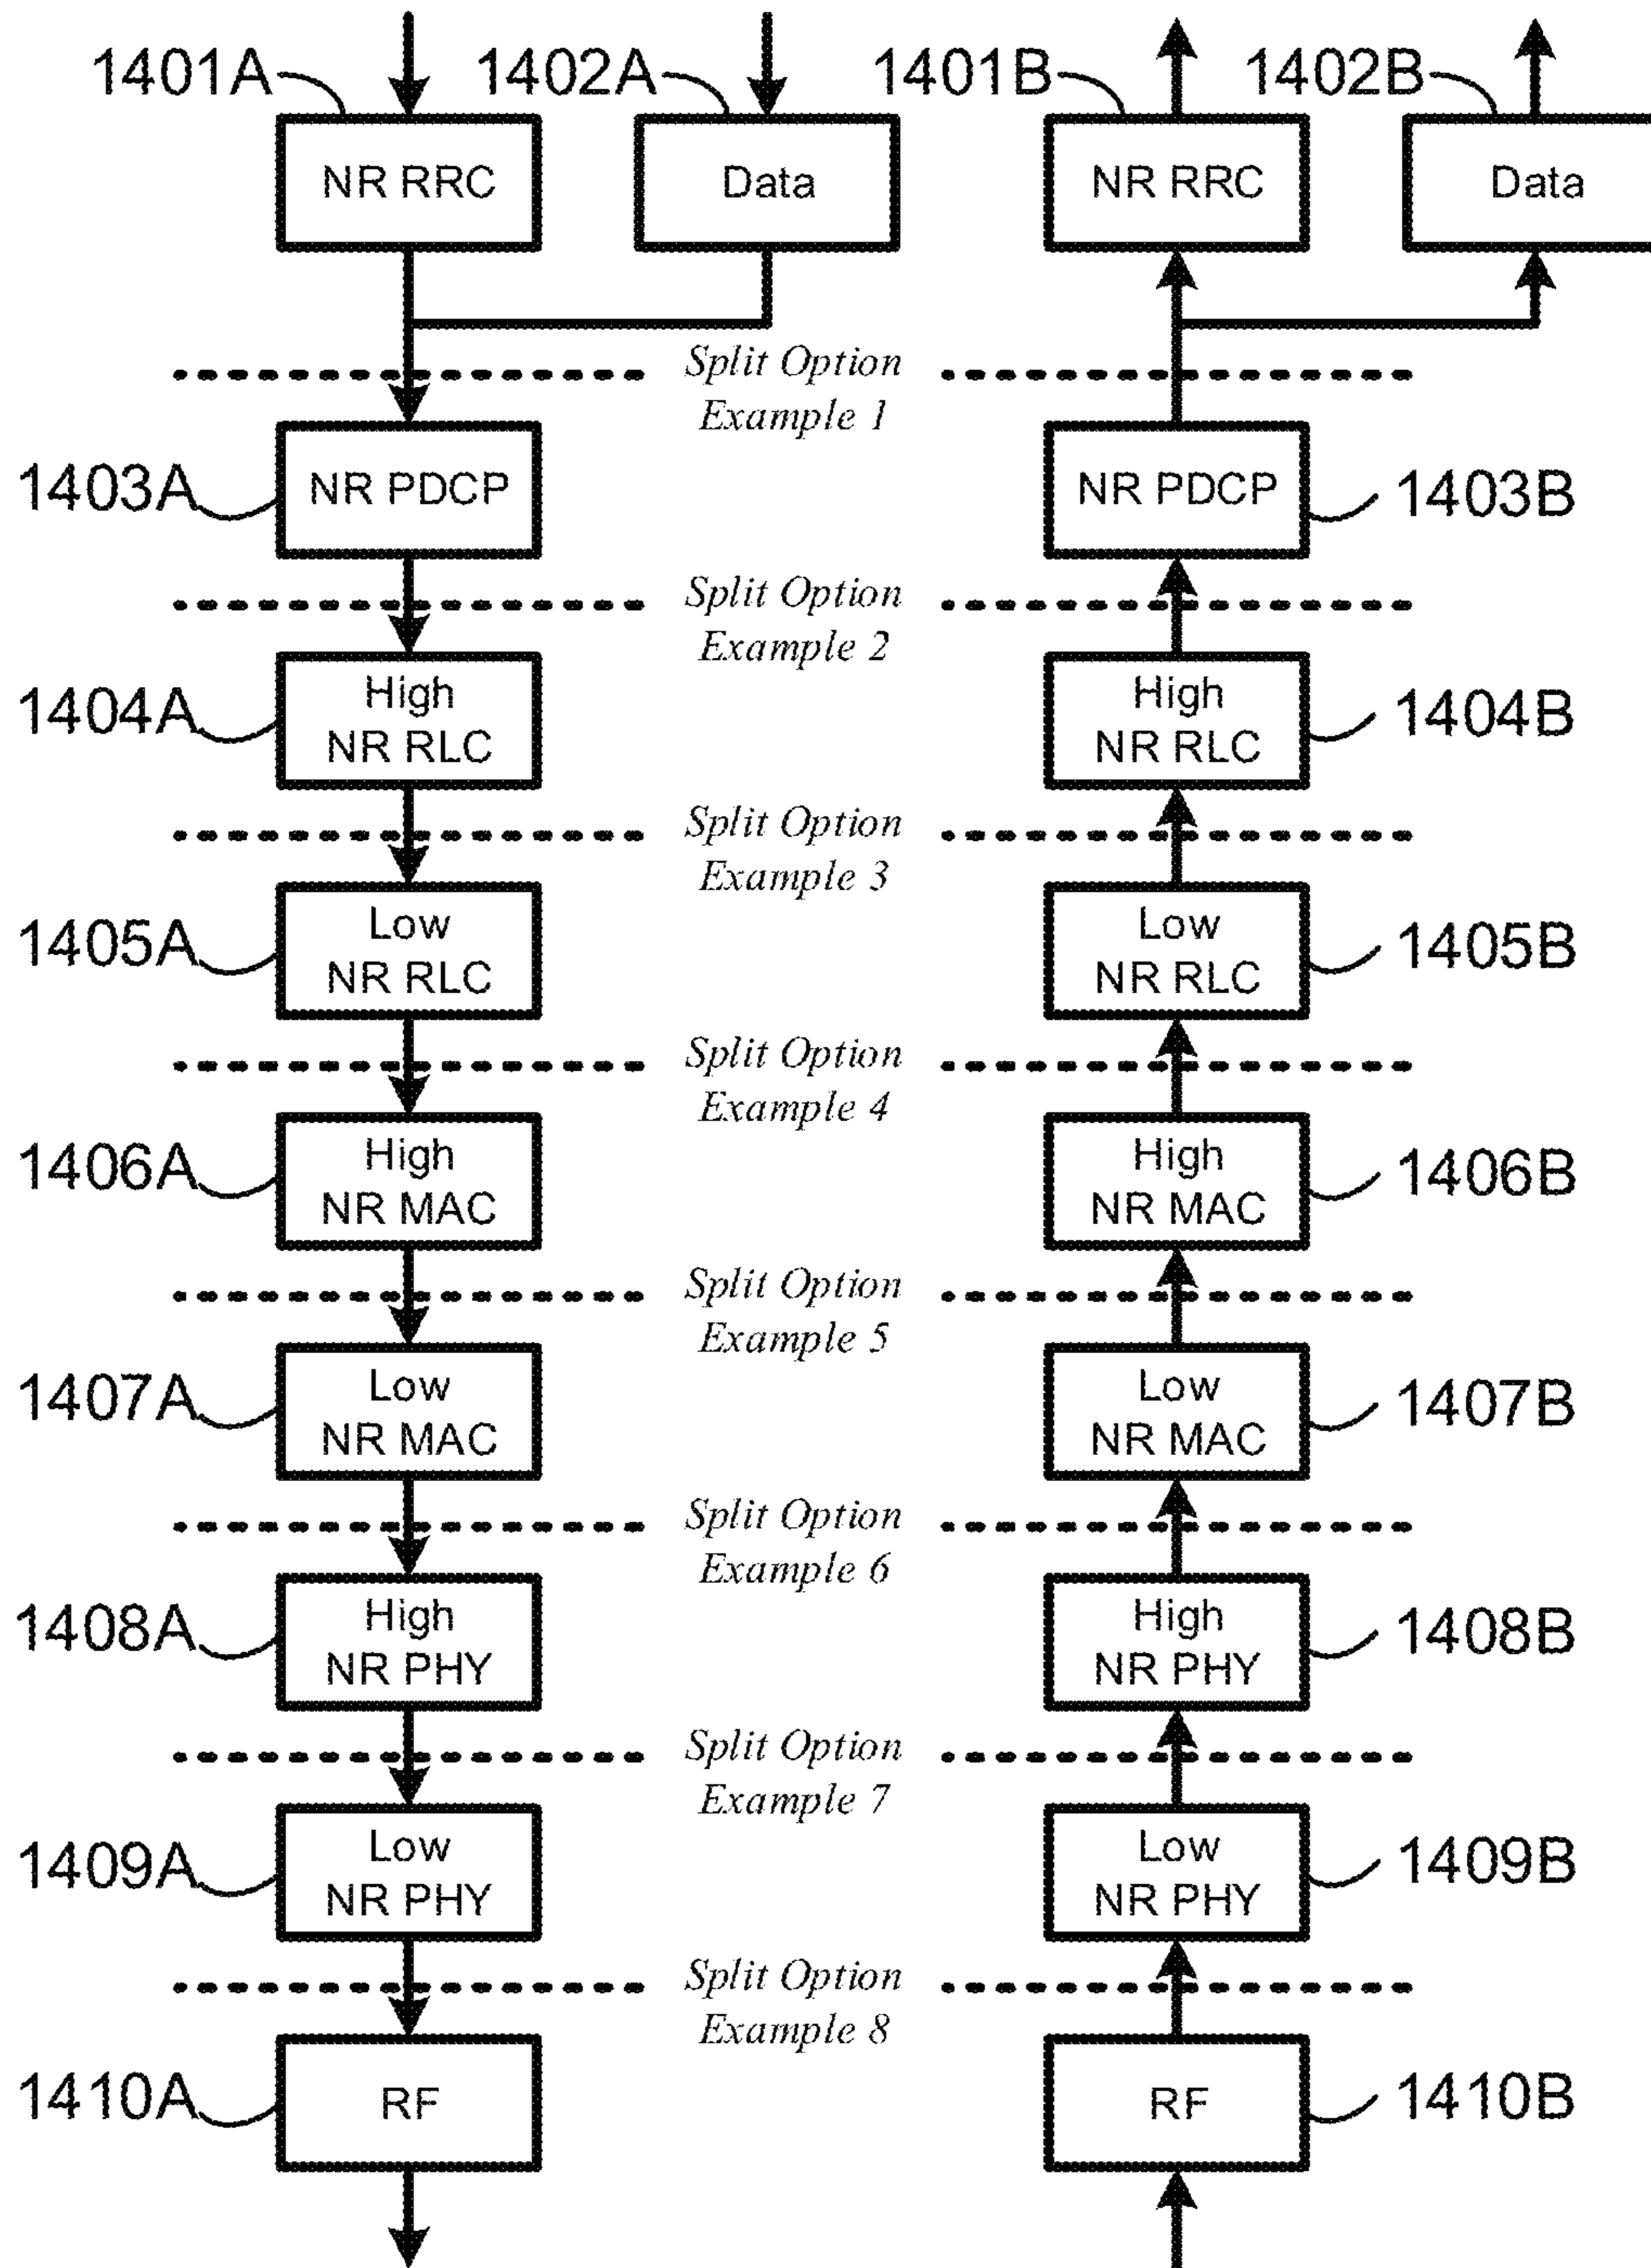 1401A 1402A 1401B 1402B
NR RRC Data NR RRC Data
Split Option
Example 1
1403A NR PDCP NR PDCP 1403B
Split Option
Example 2
1404A High NR RLC High NR RLC 1404B
Split Option
Example 3
1405A Low NR RLC Low NR RLC 1405B
Split Option
Example 4
1406A High NR MAC High NR MAC 1406B
Split Option
Example 5
1407A Low NR MAC Low NR MAC 1407B
Split Option
Example 6
1408A High NR PHY High NR PHY 1408B
Split Option
Example 7
1409A Low NR PHY Low NR PHY 1409B
Split Option
Example 8
1410A RF RF 1410B